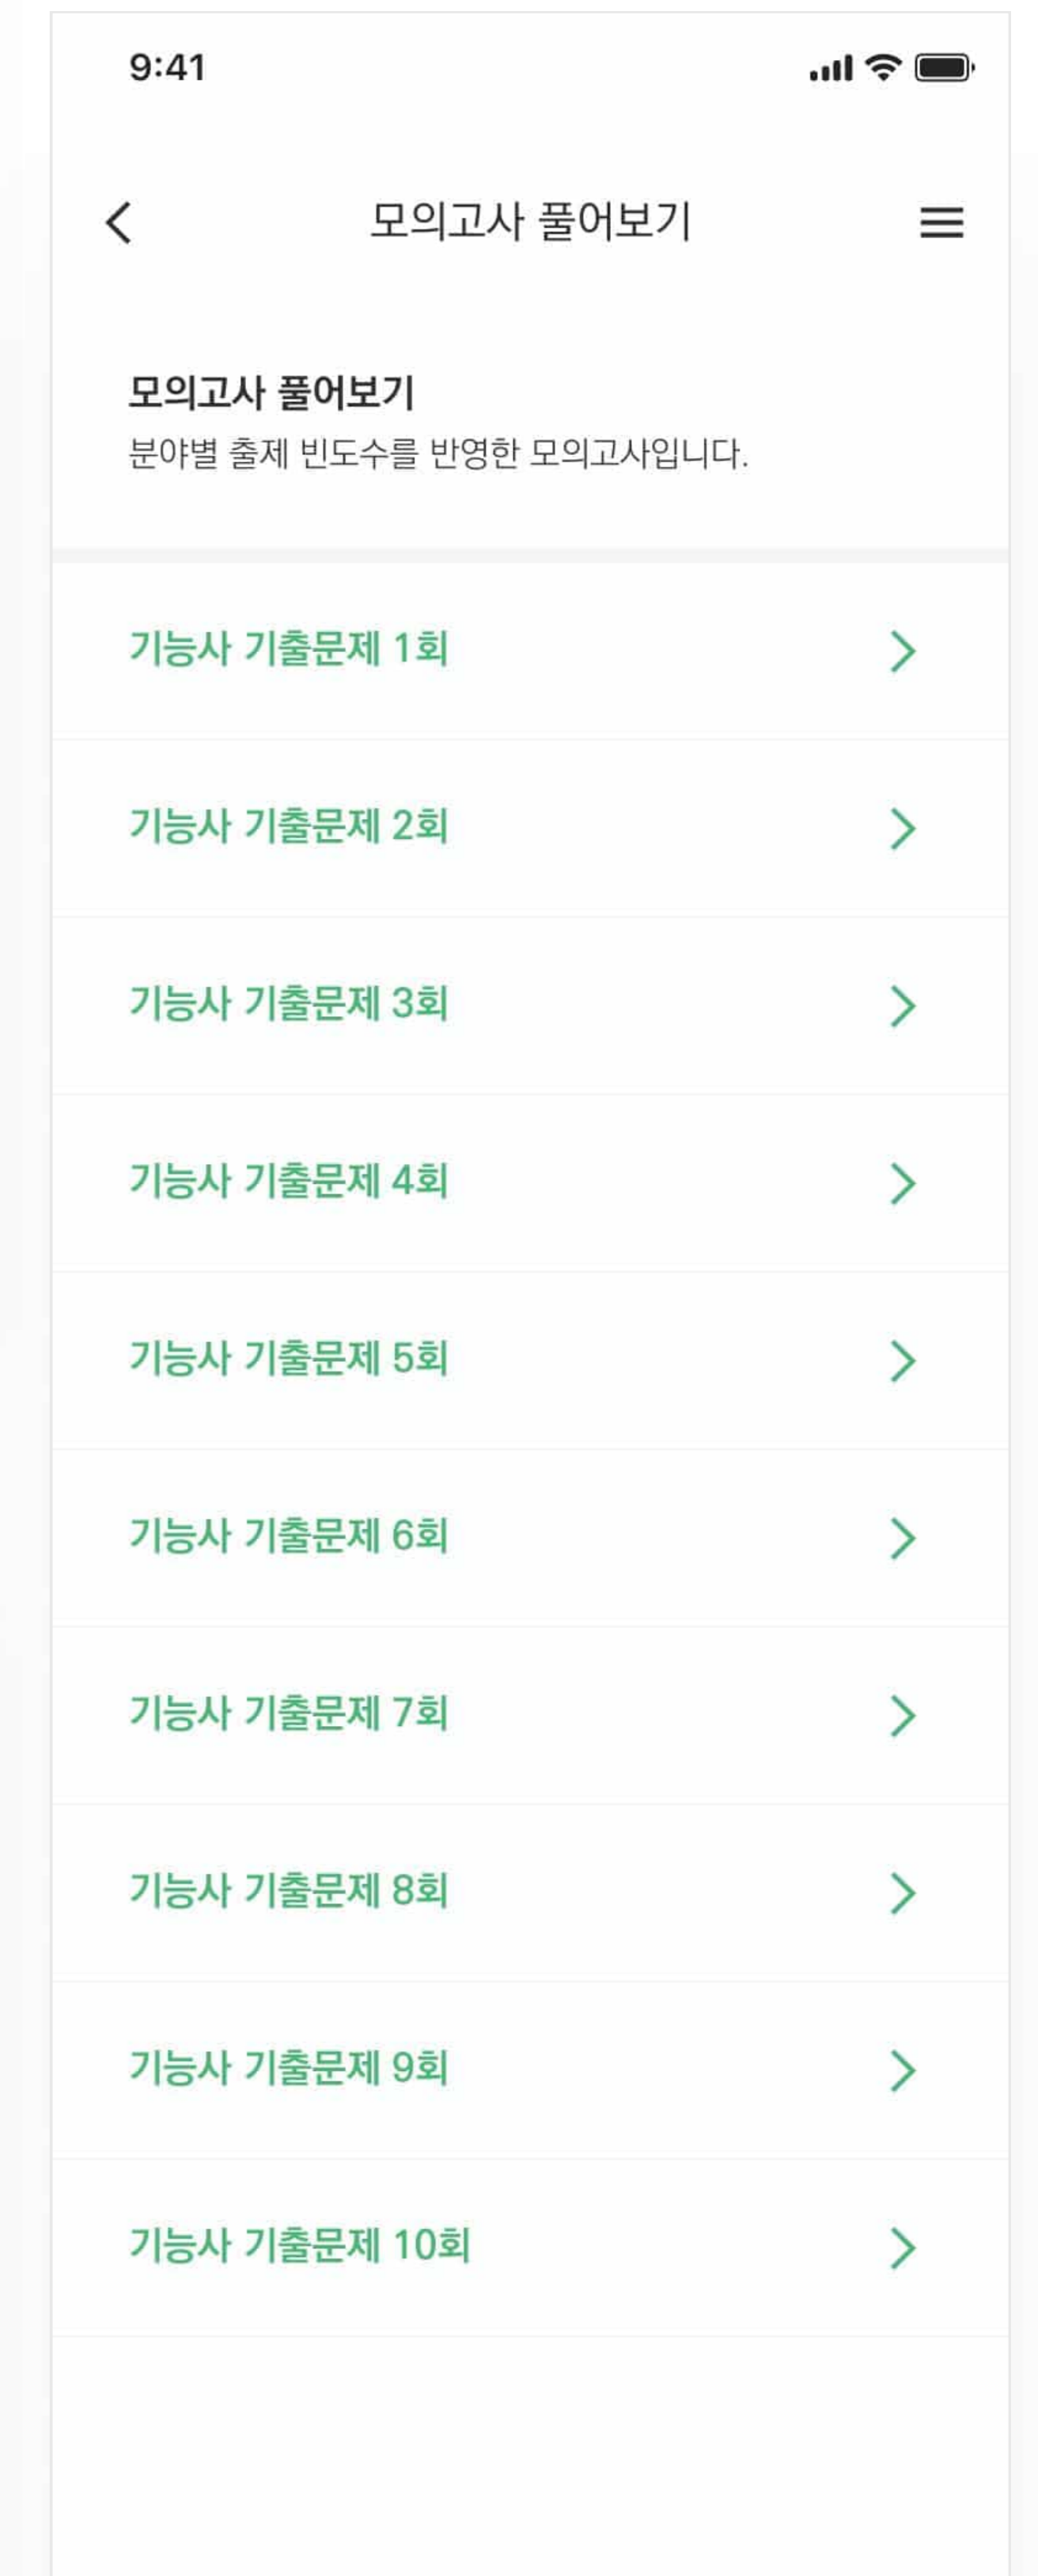 9:41
모의고사 풀어보기
모의고사 풀어보기
분야별 출제 빈도수를 반영한 모의고사입니다.
기능사 기출문제 1회
기능사 기출문제 2회
기능사 기출문제 3회
기능사 기출문제 4회
기능사 기출문제 5회
기능사 기출문제 6회
기능사 기출문제 7회
기능사 기출문제 8회
기능사 기출문제 9회
기능사 기출문제 10회